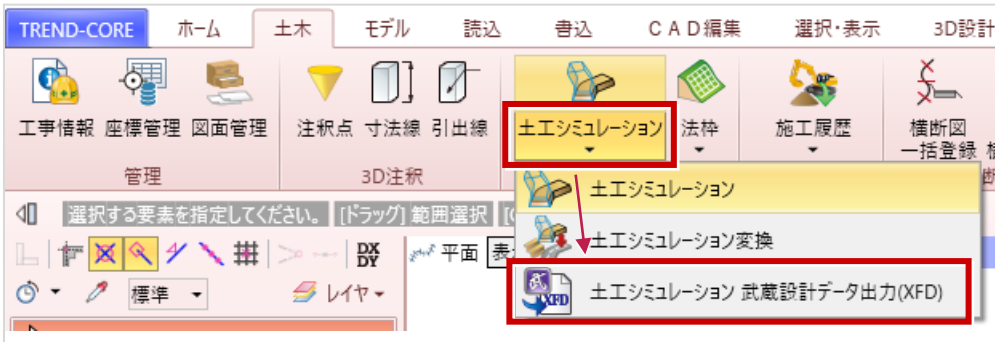 TREND-CORE ホーム 土木 モデル 読込 書込 ＣＡＤ編集 選択･表示 3D設計
工事情報 座標管理 図面管理 注釈点 寸法線 引出線 土工シミュレーション 法枠 施工履歴 横断図
一括登録
管理 3D注釈
土工シミュレーション
選択する要素を指定してください。 [ドラッグ] 範囲選択
土工シミュレーション変換
DX
DY
平面
標準 レイヤ
XFD
土工シミュレーション 武蔵設計データ出力(XFD)